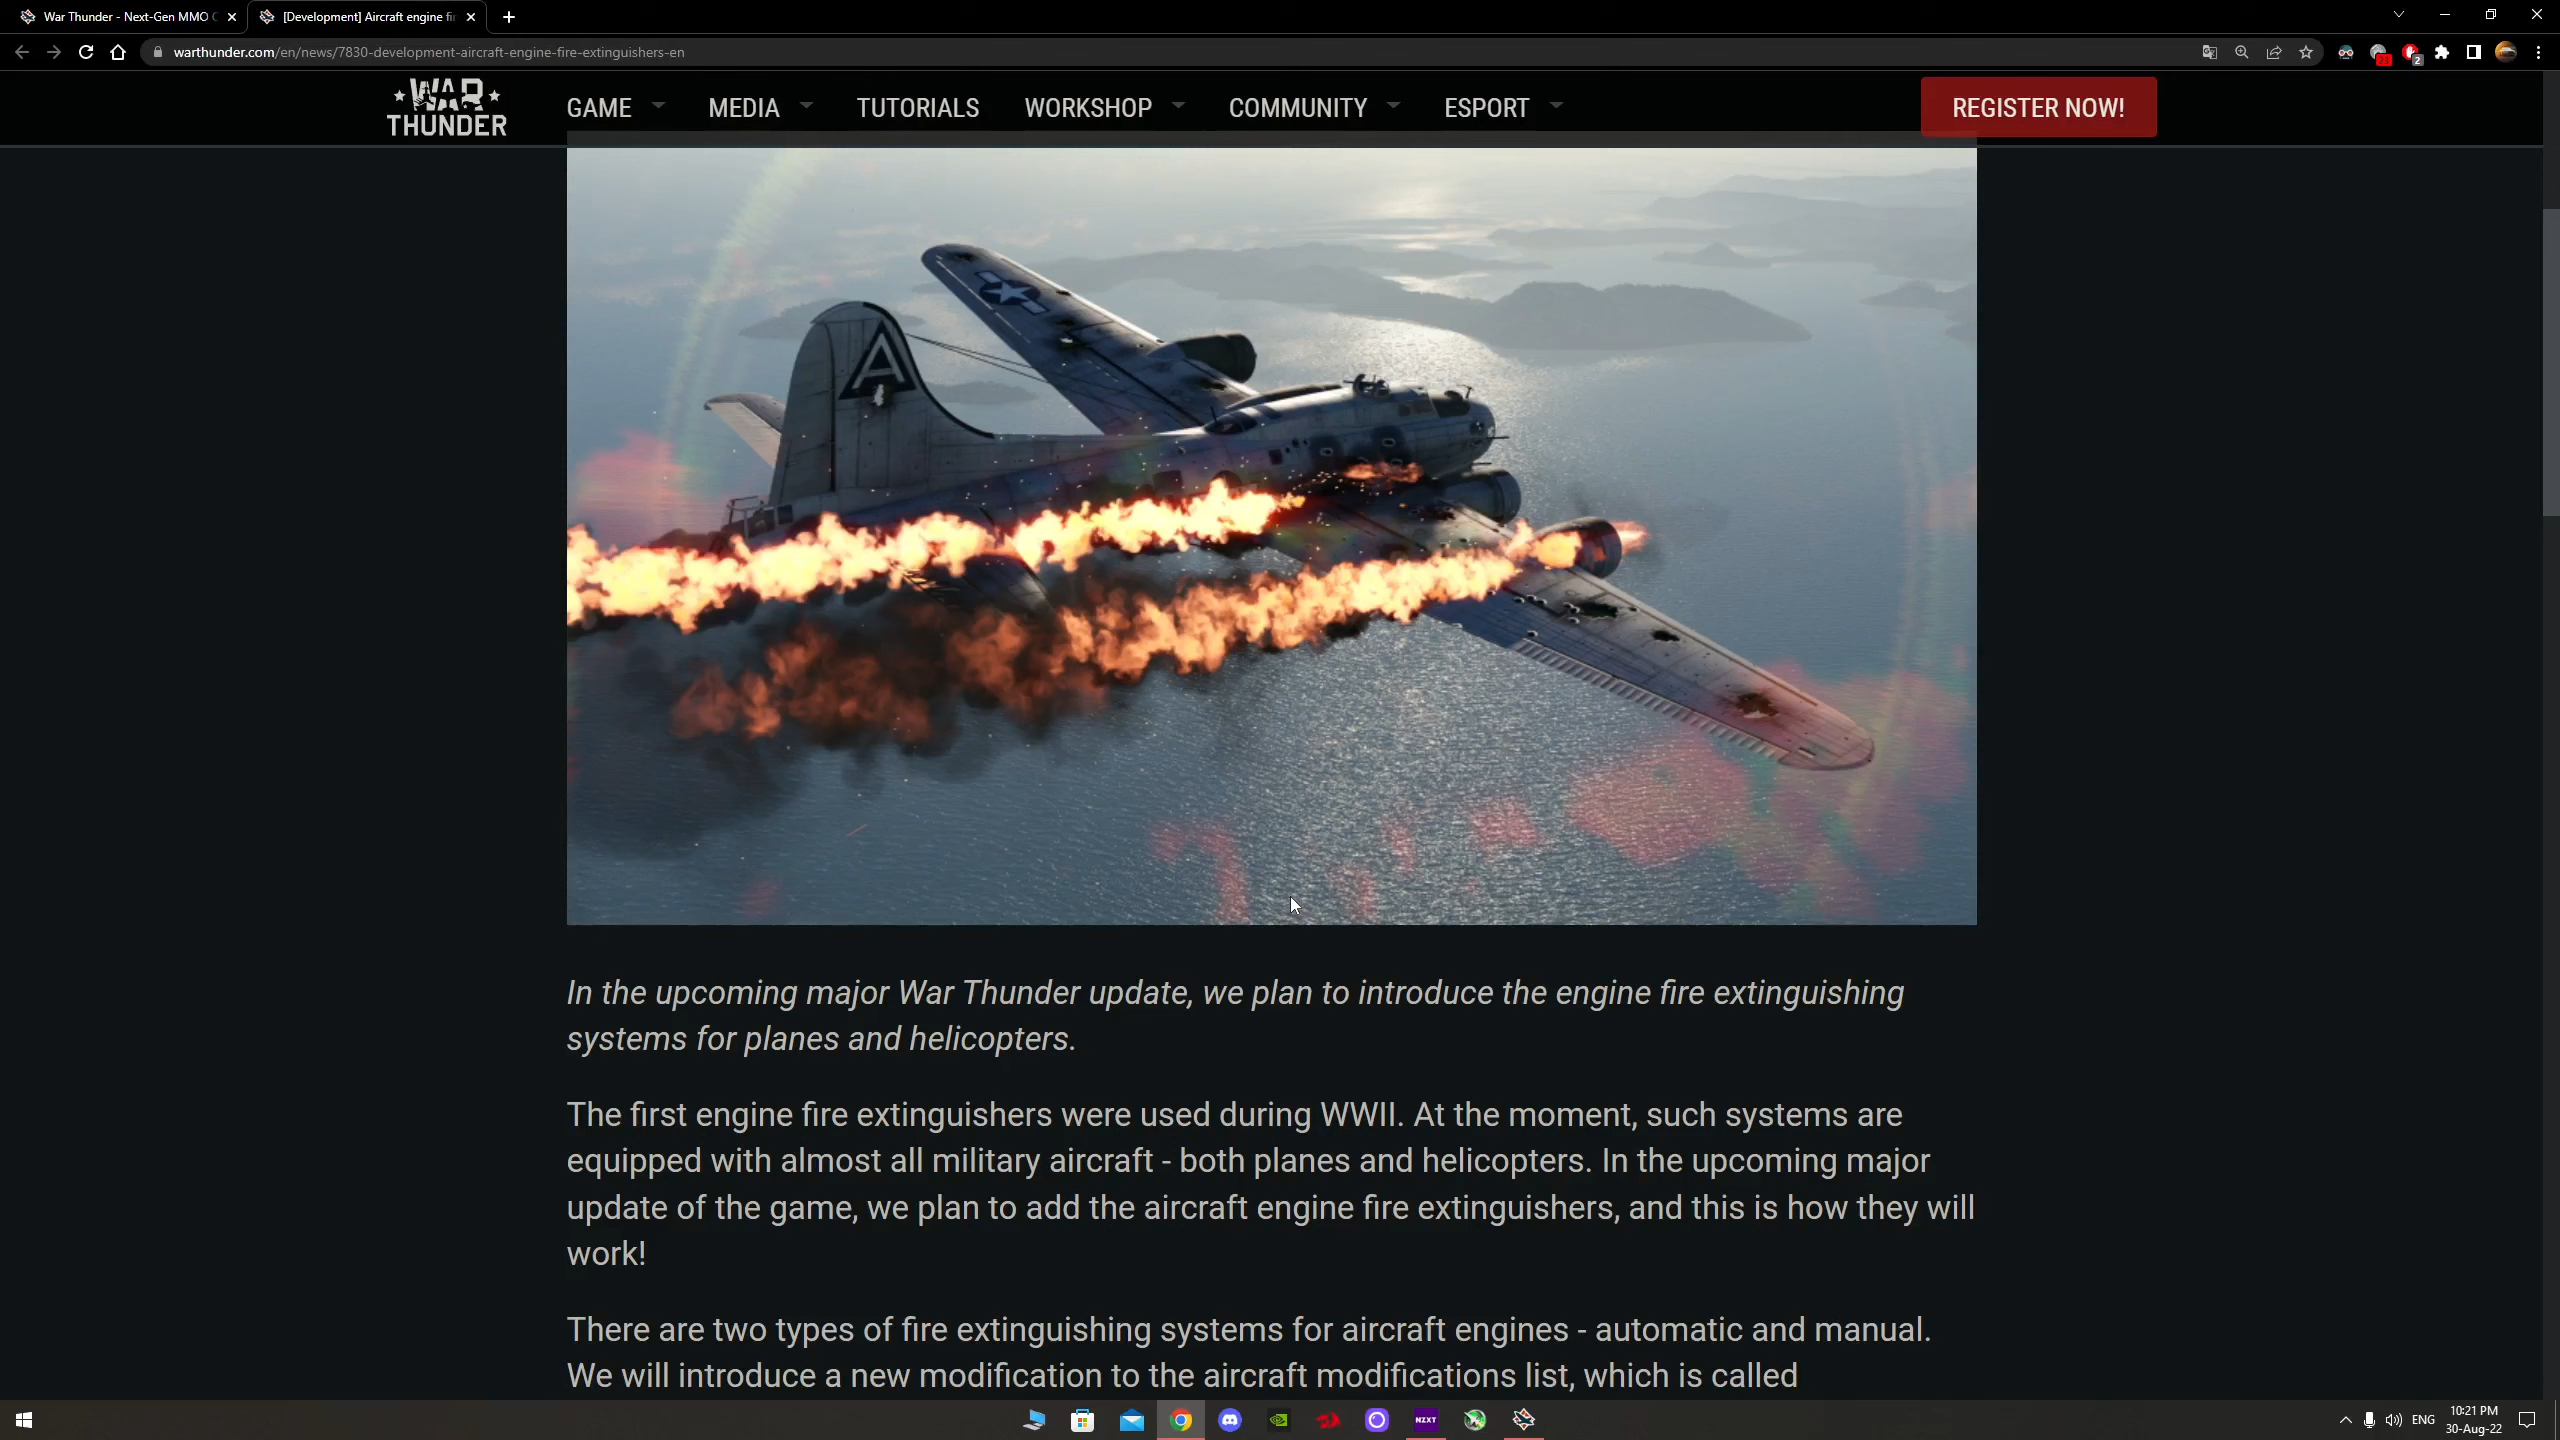 War Thunder - Next-Gen MMO C
[Development] Aircraft engine fir
warthunder.com/en/news/7830-development-aircraft-engine-fire-extinguishers-en
21
2
WAR THUNDER
GAME
MEDIA
TUTORIALS
WORKSHOP
COMMUNITY
ESPORT
REGISTER NOW!
A
In the upcoming major War Thunder update, we plan to introduce the engine fire extinguishing
systems for planes and helicopters.
The first engine fire extinguishers were used during WWII. At the moment, such systems are
equipped with almost all military aircraft - both planes and helicopters. In the upcoming major
update of the game, we plan to add the aircraft engine fire extinguishers, and this is how they will
work!
There are two types of fire extinguishing systems for aircraft engines - automatic and manual.
We will introduce a new modification to the aircraft modifications list, which is called
NZXT
ENG
10:21 PM
30-Aug-22